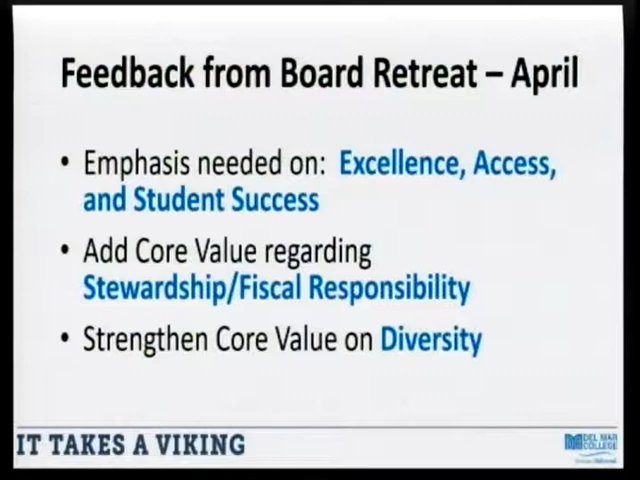 Feedback from Board Retreat – April
• Emphasis needed on: Excellence, Access,
and Student Success
• Add Core Value regarding
Stewardship/Fiscal Responsibility
• Strengthen Core Value on Diversity
IT TAKES A VIKING
DEL MAR
COLLEGE